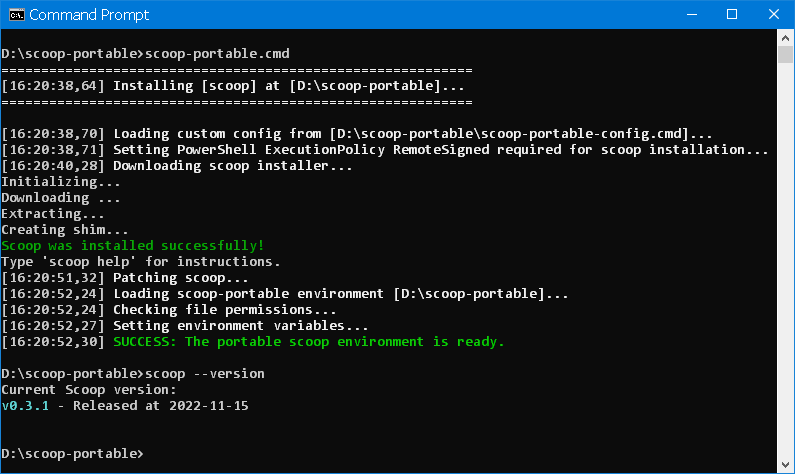 Command Prompt
D:\scoop-portable>scoop-portable.cmd
===========================================================
[16:20:38,64] Installing [scoop] at [D:\scoop-portable]...
===========================================================
[16:20:38,70] Loading custom config from [D:\scoop-portable\scoop-portable-config.cmd]...
[16:20:38,71] Setting PowerShell ExecutionPolicy RemoteSigned required for scoop installation...
[16:20:40,28] Downloading scoop installer...
Initializing...
Downloading ...
Extracting...
Creating shim...
Scoop was installed successfully!
Type 'scoop help' for instructions.
[16:20:51,32] Patching scoop...
[16:20:52,24] Loading scoop-portable environment [D:\scoop-portable]...
[16:20:52,24] Checking file permissions...
[16:20:52,27] Setting environment variables...
[16:20:52,30] SUCCESS: The portable scoop environment is ready.
D:\scoop-portable>scoop --version
Current Scoop version:
v0.3.1 - Released at 2022-11-15
D:\scoop-portable>